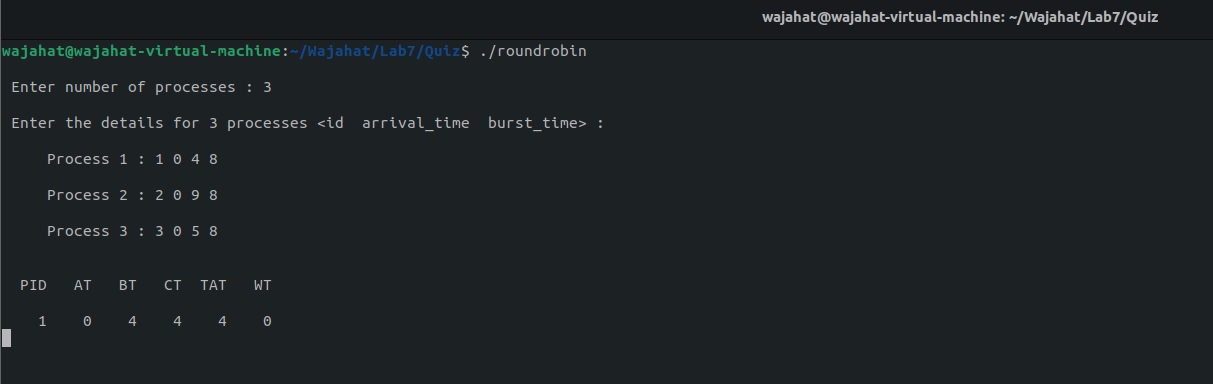 wajahat@wajahat-virtual-machine: ~/Wajahat/Lab7/Quiz
wajahat@wajahat-virtual-machine:~/Wajahat/Lab7/Quiz$ ./roundrobin
Enter number of processes : 3
Enter the details for 3 processes <id  arrival_time  burst_time> :
Process 1 : 1 0 4 8
Process 2 : 2 0 9 8
Process 3 : 3 0 5 8
PID   AT   BT   CT  TAT   WT
1    0    4    4    4    0